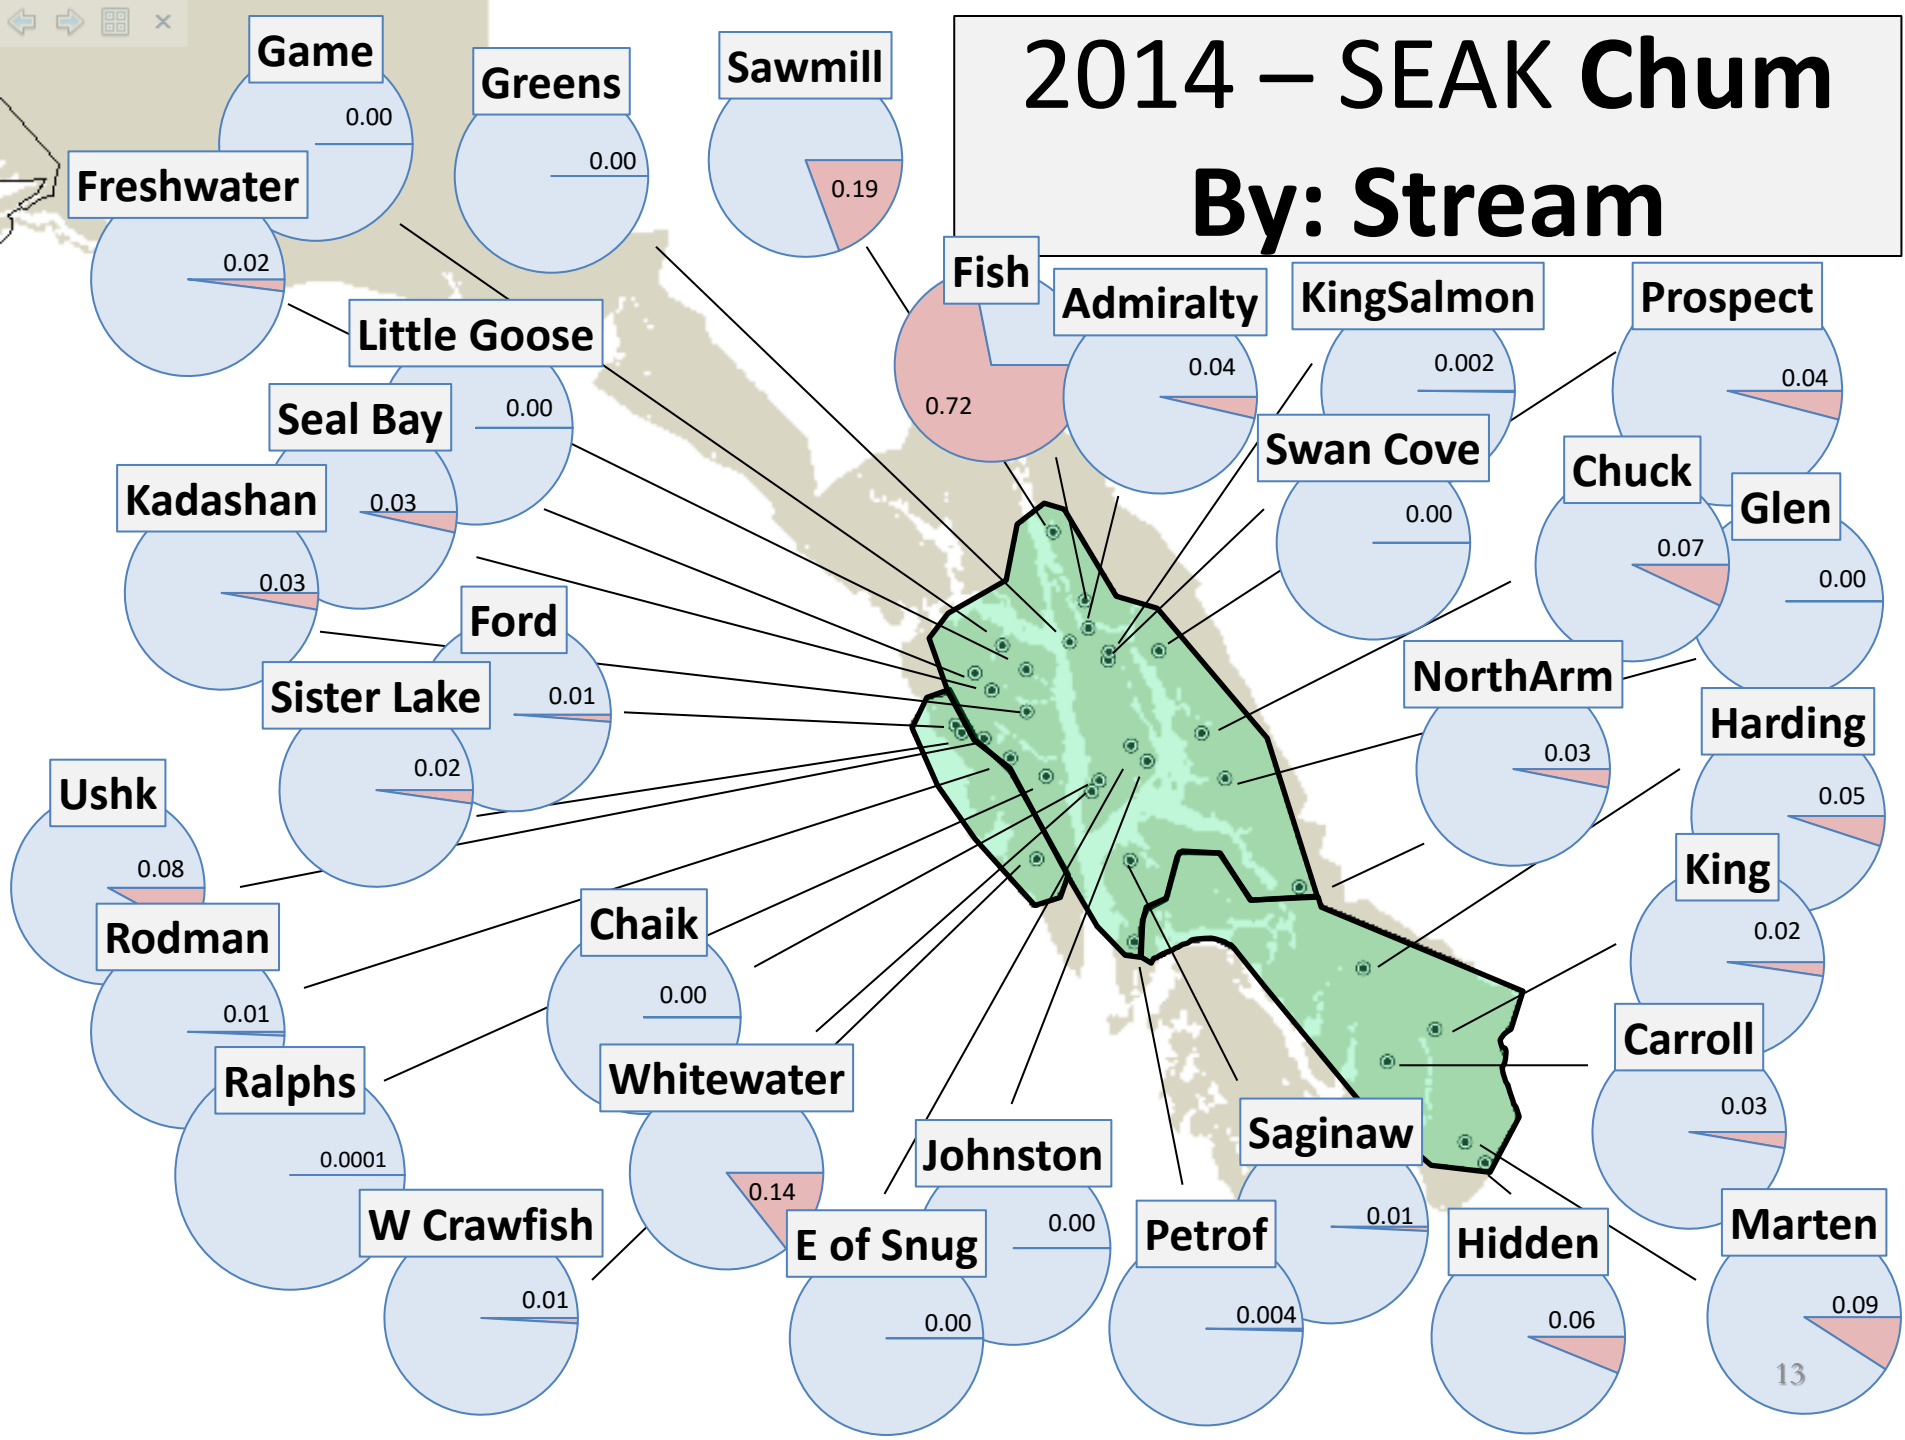 2014 – SEAK Chum
By: Stream
Game
0.00
Greens
0.00
Sawmill
0.19
Freshwater
0.02
Fish
0.72
Admiralty
0.04
KingSalmon
0.002
Prospect
0.04
Little Goose
0.00
Seal Bay
0.03
Swan Cove
0.00
Chuck
0.07
Glen
0.00
Kadashan
0.03
Ford
0.01
Sister Lake
0.02
NorthArm
0.03
Harding
0.05
Ushk
0.08
King
0.02
Rodman
0.01
Chaik
0.00
Carroll
0.03
Ralphs
0.0001
Whitewater
0.14
Johnston
0.00
Saginaw
0.01
W Crawfish
0.01
E of Snug
0.00
Petrof
0.004
Hidden
0.06
Marten
0.09
13